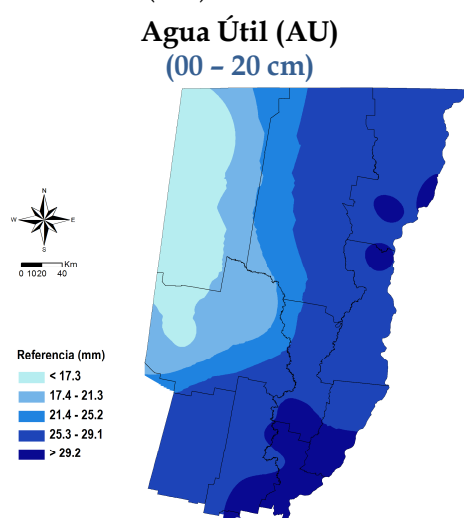 Agua Útil (AU)
(00 – 20 cm)
N
W E
S
Km
0 1020 40
Referencia (mm)
< 17.3
17.4 - 21.3
21.4 - 25.2
25.3 - 29.1
> 29.2